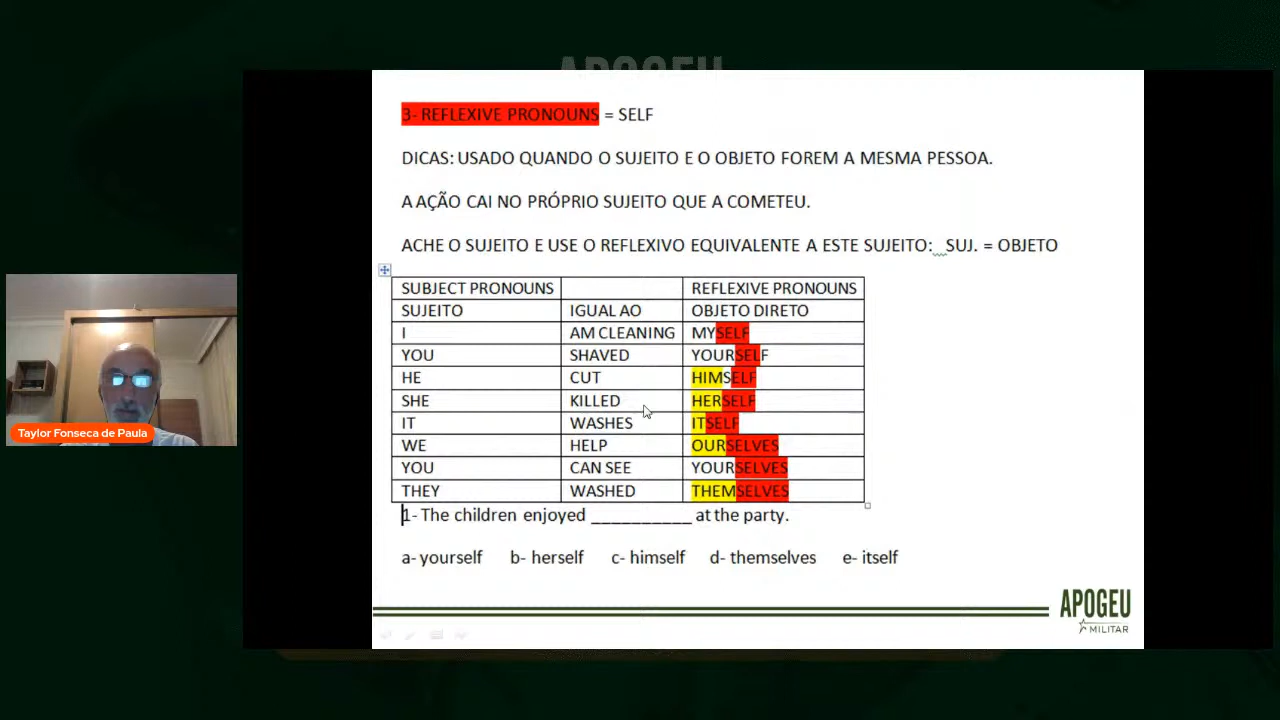 APOGEU
3- REFLEXIVE PRONOUNS = SELF
DICAS: USADO QUANDO O SUJEITO E O OBJETO FOREM A MESMA PESSOA.
A AÇÃO CAI NO PRÓPRIO SUJEITO QUE A COMETEU.
ACHE O SUJEITO E USE O REFLEXIVO EQUIVALENTE A ESTE SUJEITO: SUJ. = OBJETO
SUBJECT PRONOUNS REFLEXIVE PRONOUNS
SUJEITO IGUAL AO OBJETO DIRETO
I AM CLEANING MYSELF
YOU SHAVED YOURSELF
HE CUT HIMSELF
SHE KILLED HERSELF
IT WASHES ITSELF
WE HELP OURSELVES
YOU CAN SEE YOURSELVES
THEY WASHED THEMSELVES
1- The children enjoyed __________ at the party.
a- yourself b- herself c- himself d- themselves e- itself
Taylor Fonseca de Paula
APOGEU
MILITAR